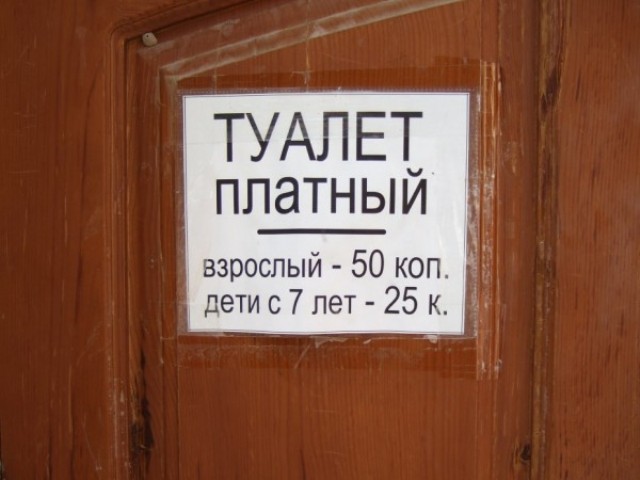 ТУАЛЕТ
платный
взрослый - 50 коп.
дети с 7 лет - 25 к.